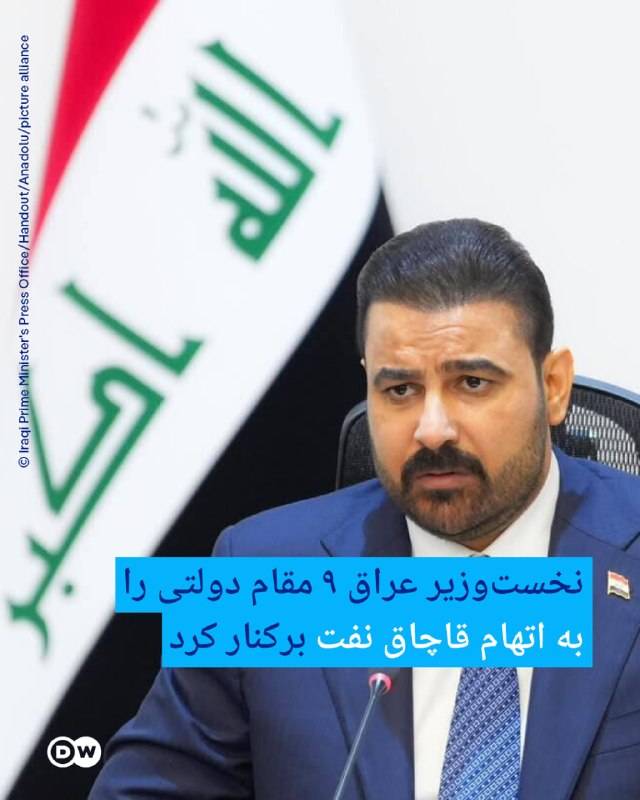 © Iraqi Prime Minister's Press Office/Handout/Anadolu/picture alliance
الله
اكبر
نخست‌وزیر عراق ۹ مقام دولتی را
به اتهام قاچاق نفت برکنار کرد
DW